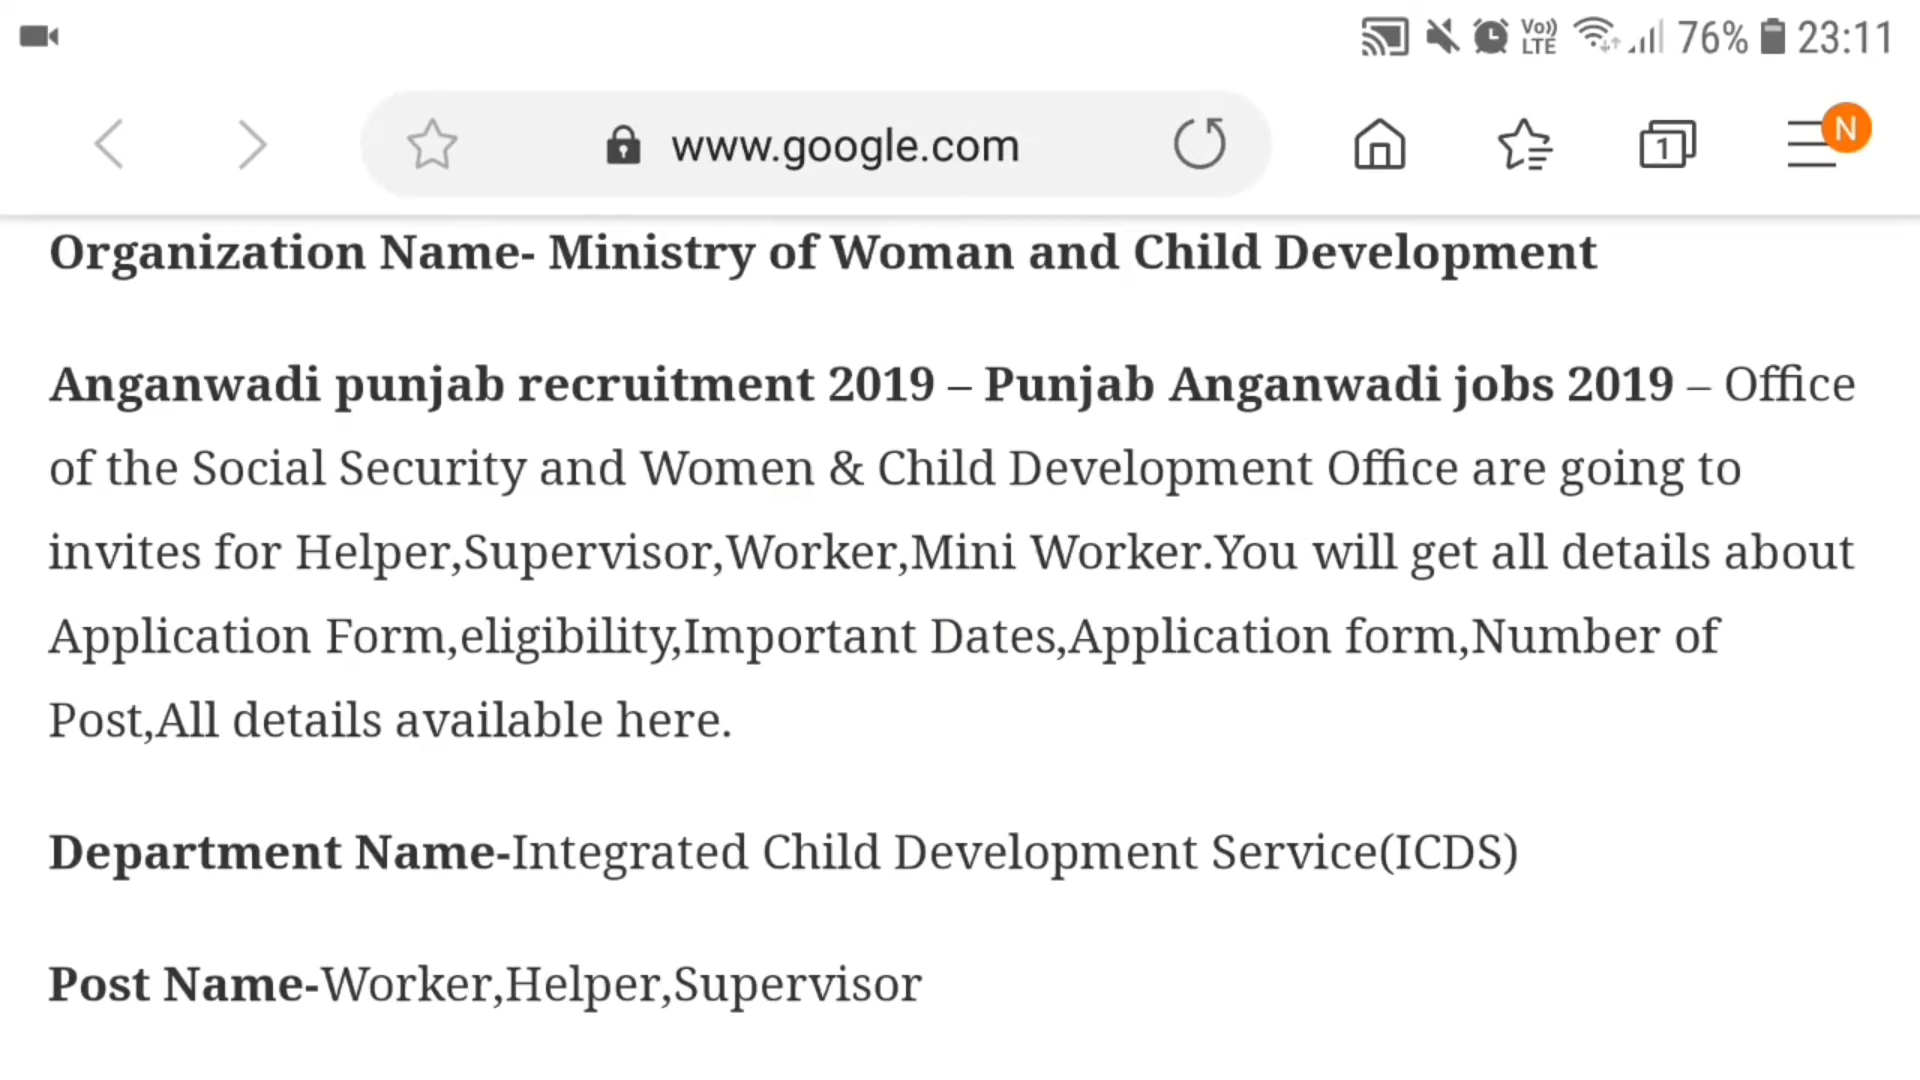 Vo)) LTE 76% 23:11
www.google.com 1 N
Organization Name- Ministry of Woman and Child Development
Anganwadi punjab recruitment 2019 – Punjab Anganwadi jobs 2019 – Office
of the Social Security and Women & Child Development Office are going to
invites for Helper,Supervisor,Worker,Mini Worker.You will get all details about
Application Form,eligibility,Important Dates,Application form,Number of
Post,All details available here.
Department Name-Integrated Child Development Service(ICDS)
Post Name-Worker,Helper,Supervisor